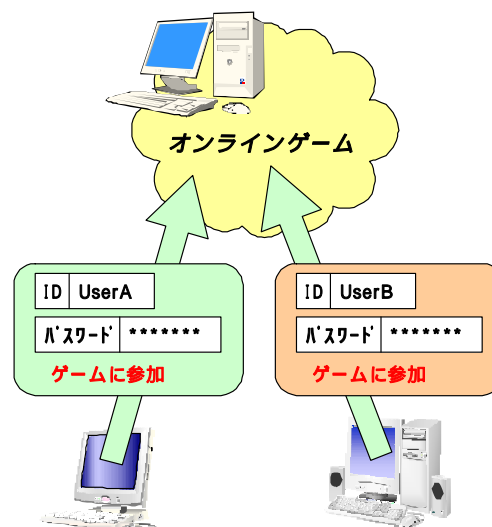 オンラインゲーム
ID UserA
ﾊﾟｽﾜｰﾄﾞ *******
ゲームに参加
ID UserB
ﾊﾟｽﾜｰﾄﾞ *******
ゲームに参加